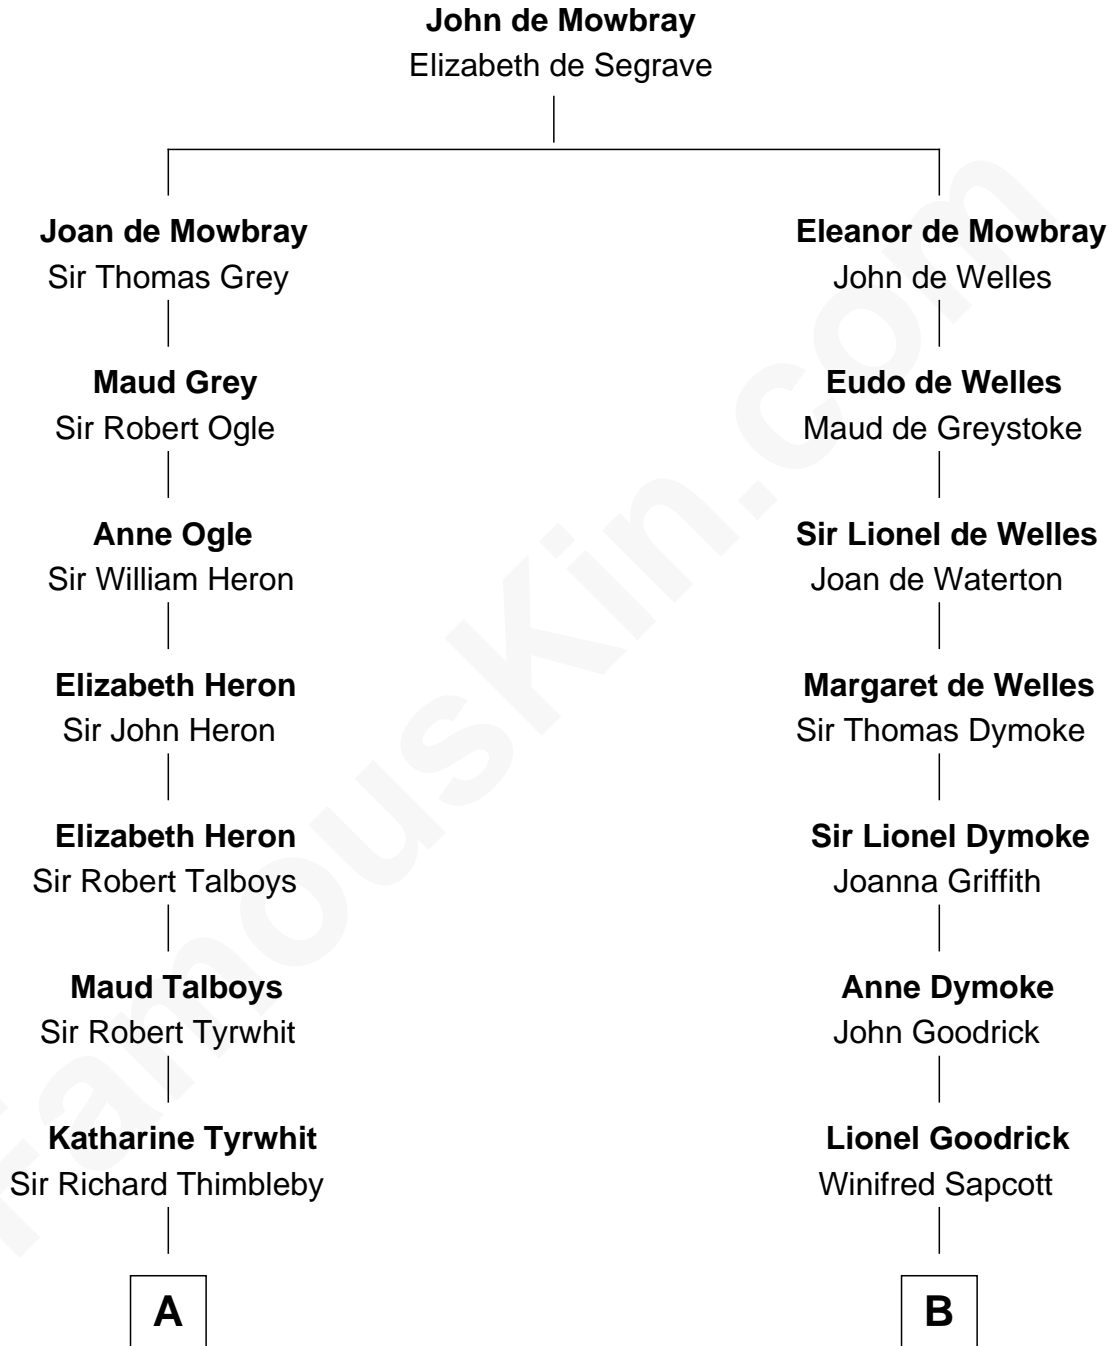 John de Mowbray
Elizabeth de Segrave
Joan de Mowbray
Sir Thomas Grey
Eleanor de Mowbray
John de Welles
Maud Grey
Sir Robert Ogle
Eudo de Welles
Maud de Greystoke
Anne Ogle
Sir William Heron
Sir Lionel de Welles
Joan de Waterton
Elizabeth Heron
Sir John Heron
Margaret de Welles
Sir Thomas Dymoke
Elizabeth Heron
Sir Robert Talboys
Sir Lionel Dymoke
Joanna Griffith
Maud Talboys
Sir Robert Tyrwhit
Anne Dymoke
John Goodrick
Katharine Tyrwhit
Sir Richard Thimbleby
Lionel Goodrick
Winifred Sapcott
A
B
FamousKin.com